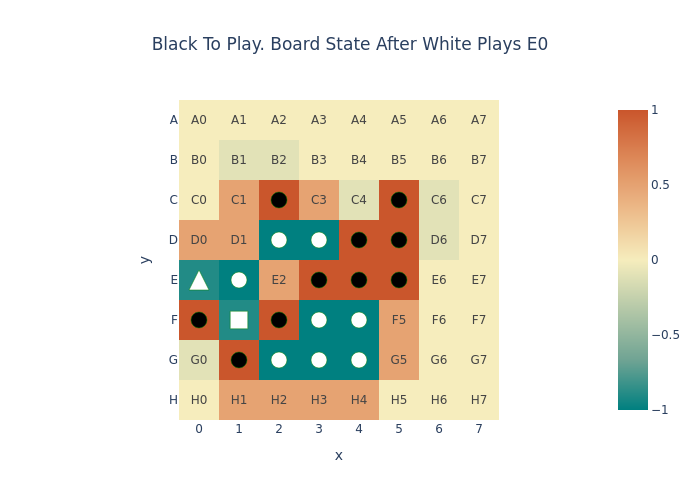 Black To Play. Board State After White Plays E0
A A0 A1 A2 A3 A4 A5 A6 A7
B B0 B1 B2 B3 B4 B5 B6 B7
C C0 C1 C3 C4 C6 C7
D D0 D1 D6 D7
E E2 E6 E7
F F5 F6 F7
G G0 G5 G6 G7
H H0 H1 H2 H3 H4 H5 H6 H7
0 1 2 3 4 5 6 7
x
y
1
0.5
0
−0.5
−1